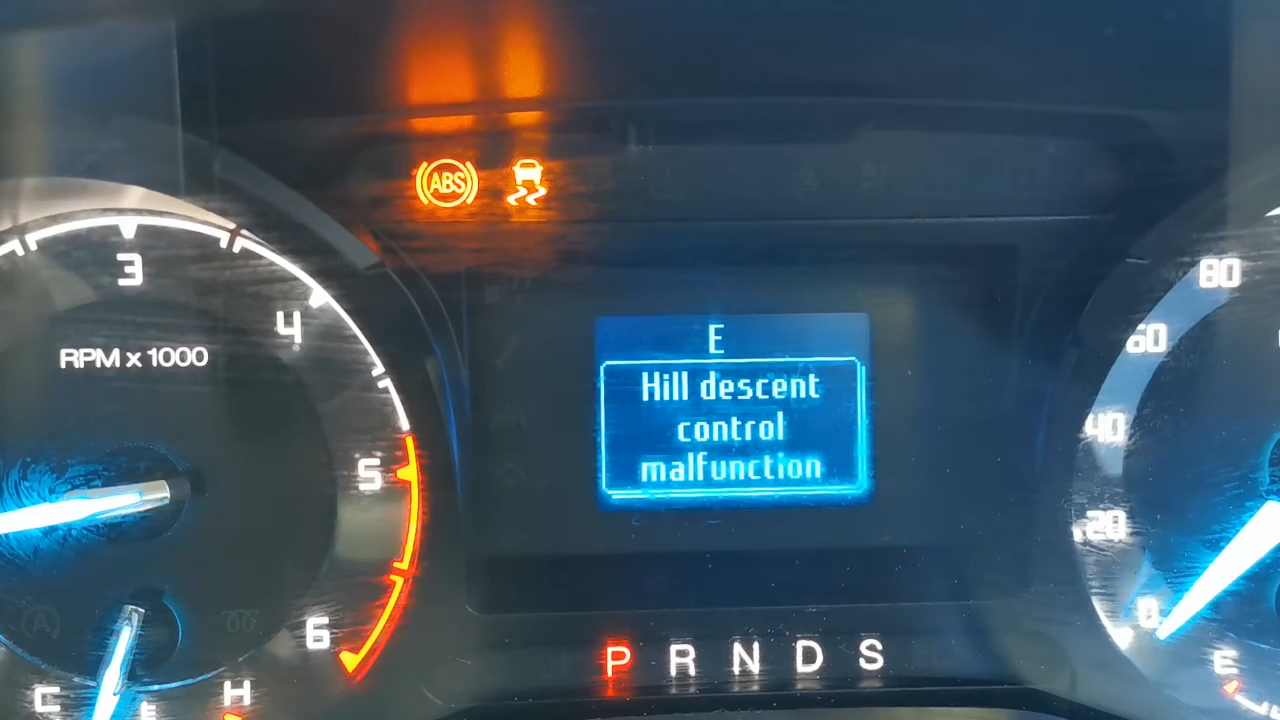 ABS
3
4
RPM x 1000
5
6
C
H
E
Hill descent
control
malfunction
P R N D S
80
60
40
20
0
E